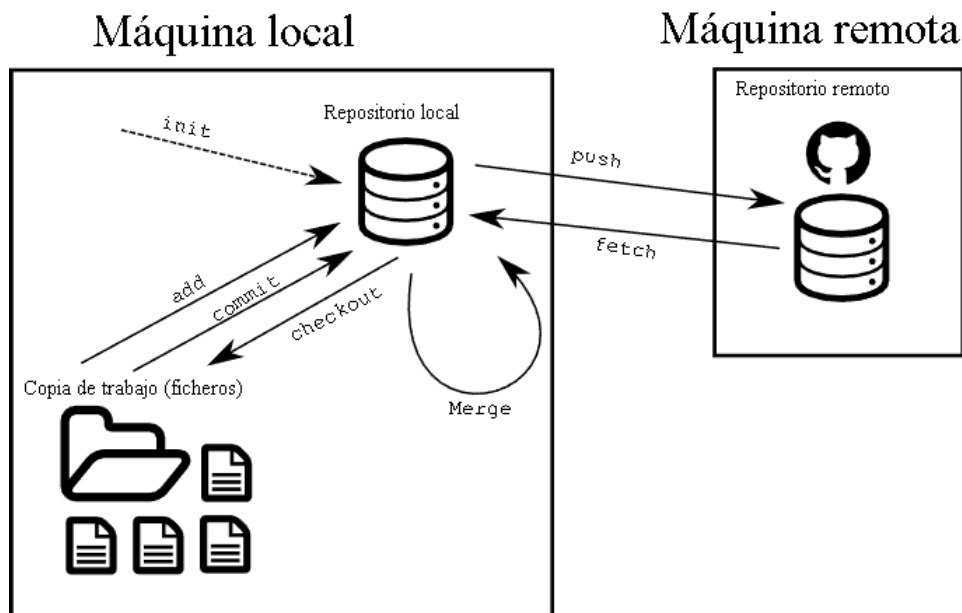 Máquina local
Máquina remota
Repositorio local
Repositorio remoto
init
push
fetch
add
commit
checkout
Merge
Copia de trabajo (ficheros)